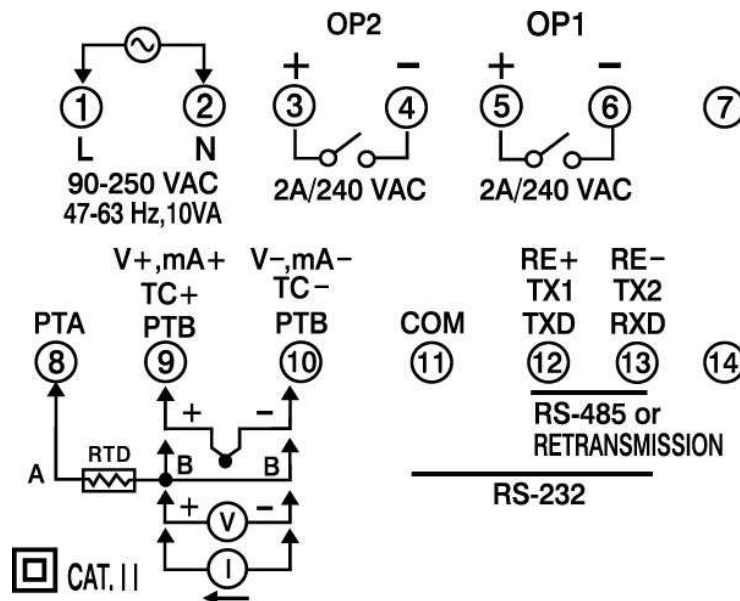 OP2 OP1
+ − + −
1 2 3 4 5 6 7
L N
90-250 VAC 2A/240 VAC 2A/240 VAC
47-63 Hz,10VA
V+,mA+ V−,mA− RE+ RE−
TC+ TC− TX1 TX2
PTA PTB PTB COM TXD RXD
8 9 10 11 12 13 14
+ −
RS-485 or
RETRANSMISSION
RTD B B
A
RS-232
+ V −
I
CAT. II